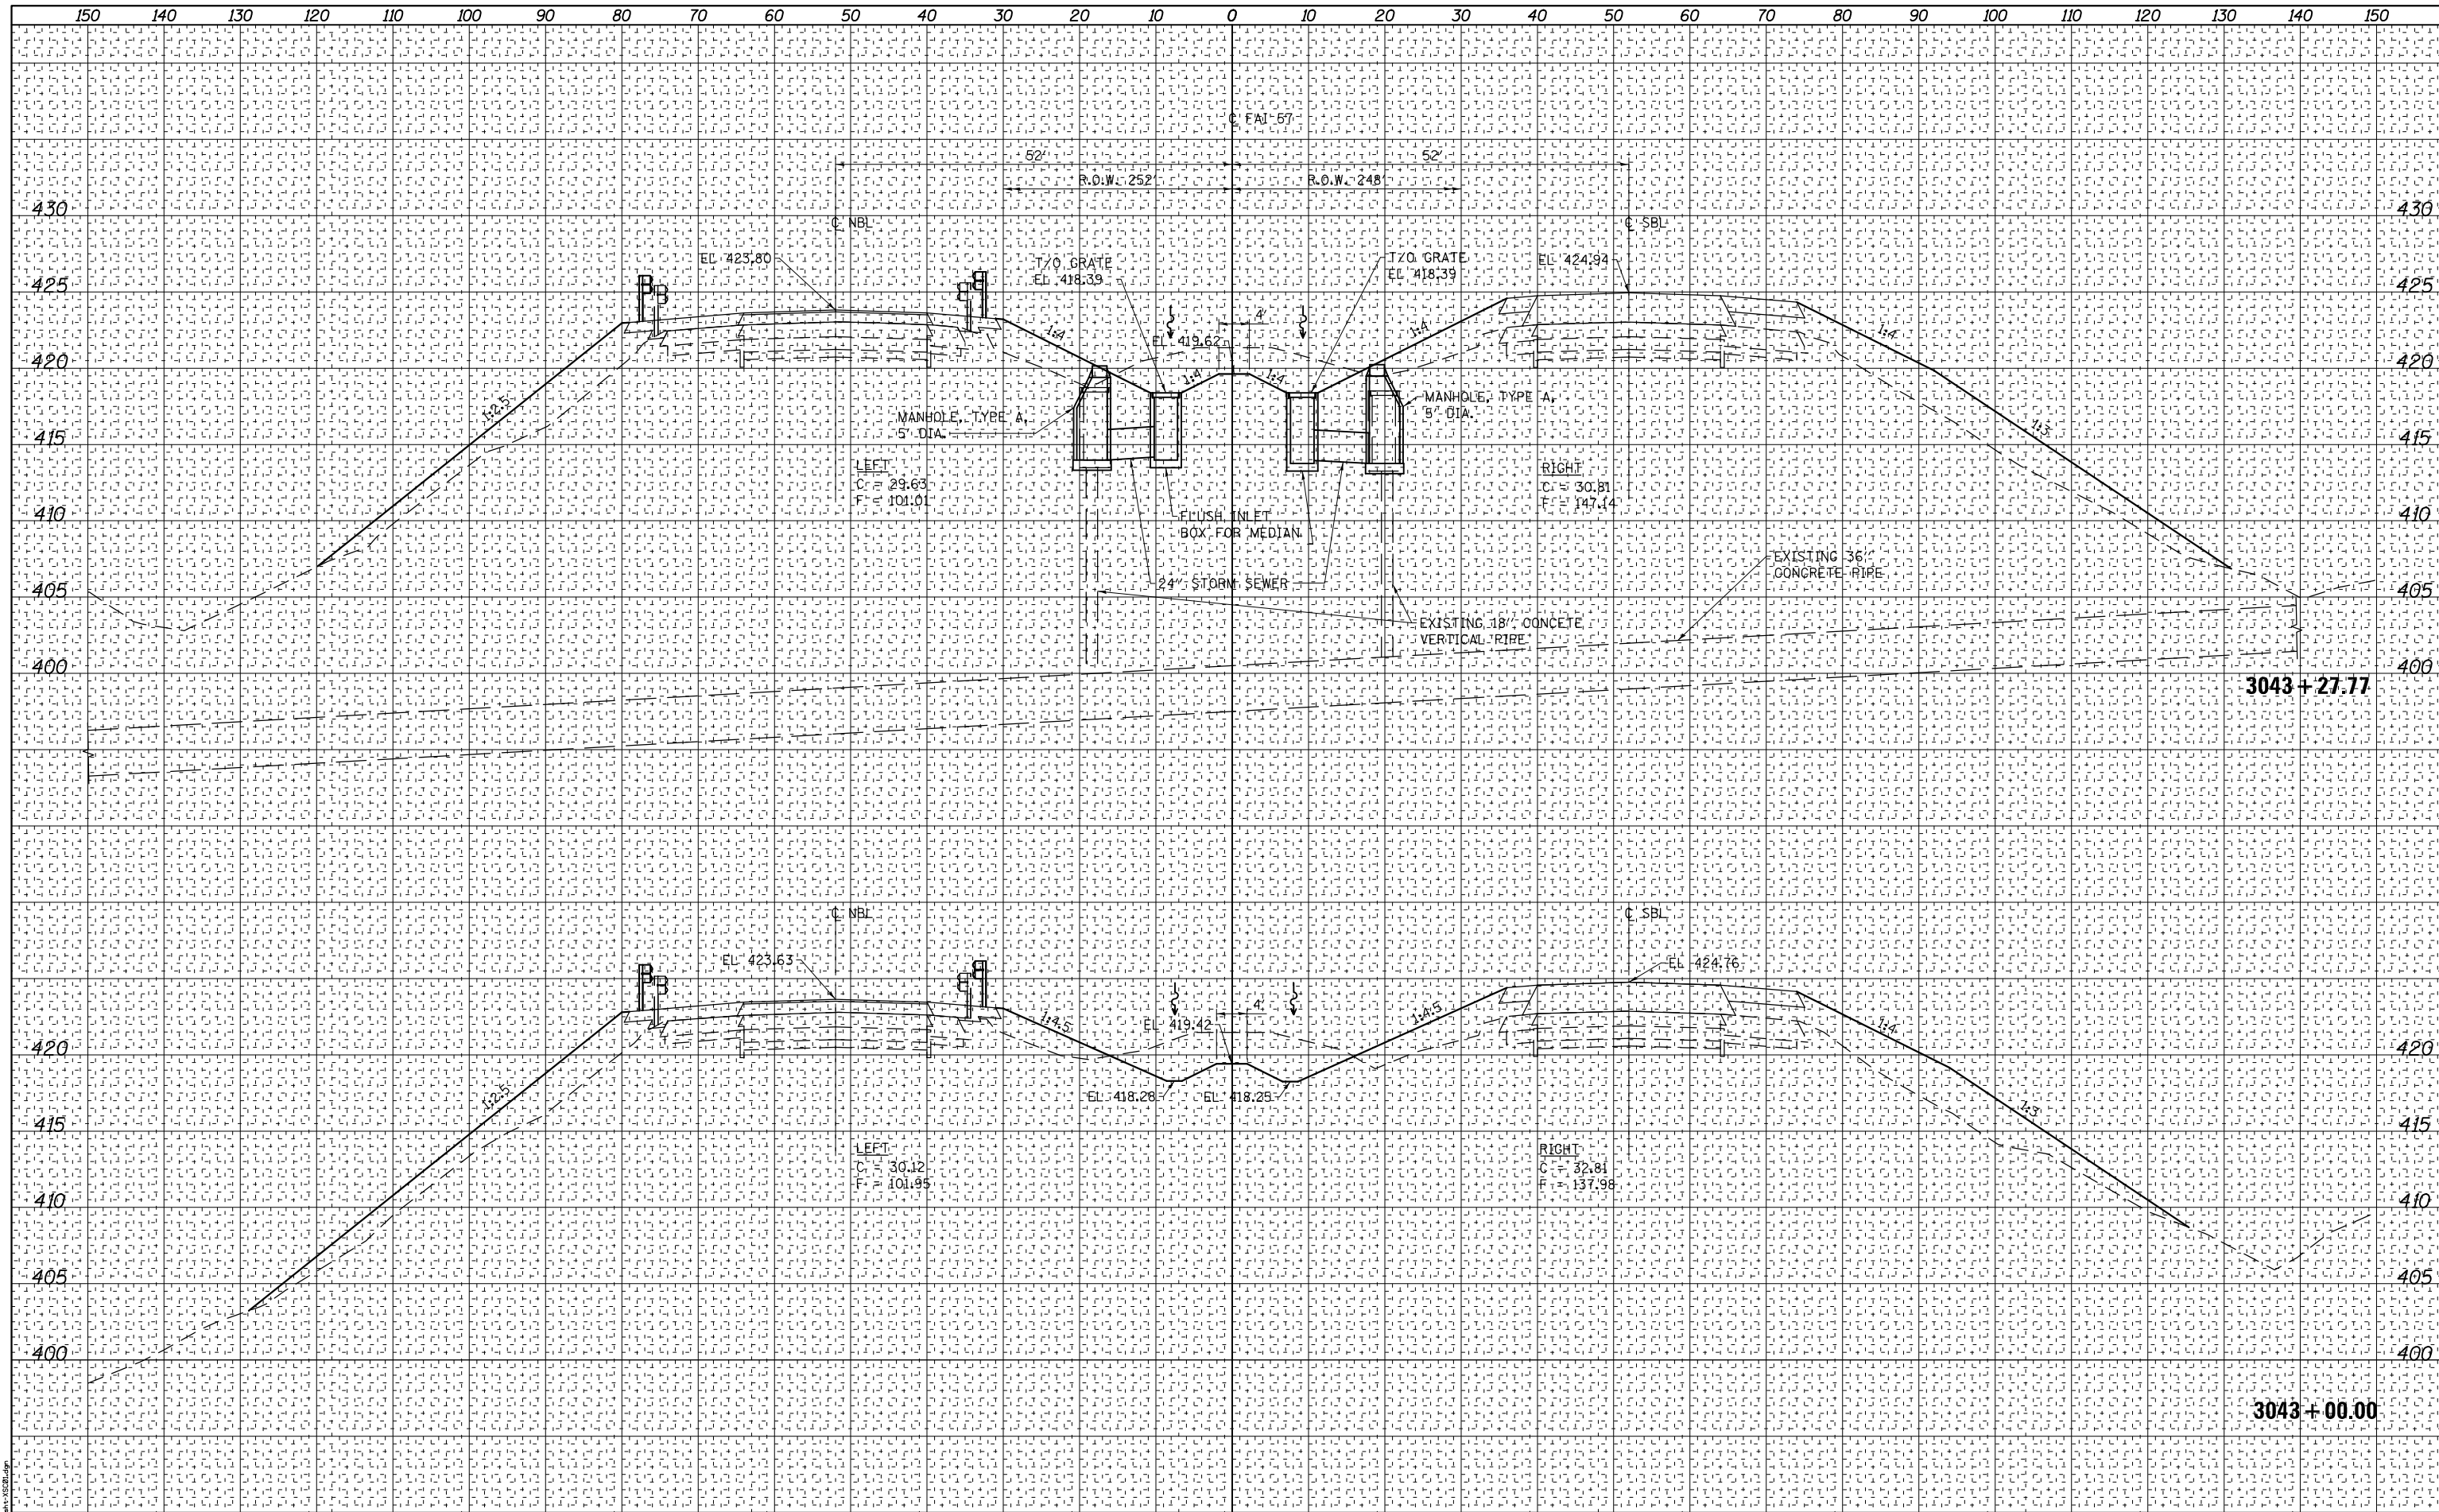 150 140 130 120 110 100 90 80 70 60 50 40 30 20 10 0 10 20 30 40 50 60 70 80 90 100 110 120 130 140 150
℄ FAI 57
52' 52'
R.O.W. 252' R.O.W. 248'
430 430
℄ NBL ℄ SBL
EL 423.80
T/O GRATE
EL 418.39
T/O GRATE
EL 418.39
EL 424.94
425 425
4'
1:4 EL 419.62 1:4 1:4
420 420
1:4 1:4
1:2.5
MANHOLE, TYPE A,
5' DIA.
MANHOLE, TYPE A,
5' DIA.
1:3
415 415
LEFT
C = 29.63
F = 101.01
RIGHT
C = 30.81
F = 147.14
410 410
FLUSH INLET
BOX FOR MEDIAN
EXISTING 36''
CONCRETE PIPE
24'' STORM SEWER
405 405
EXISTING 18'' CONCETE
VERTICAL PIPE
400 400
3043 + 27.77
℄ NBL ℄ SBL
EL 423.63 EL 424.76
4'
1:4.5 EL 419.42 1:4.5 1:4
420 420
1:2.5 EL 418.28 EL 418.25 1:3
415 415
LEFT
C = 30.12
F = 101.95
RIGHT
C = 32.81
F = 137.98
410 410
405 405
400 400
3043 + 00.00